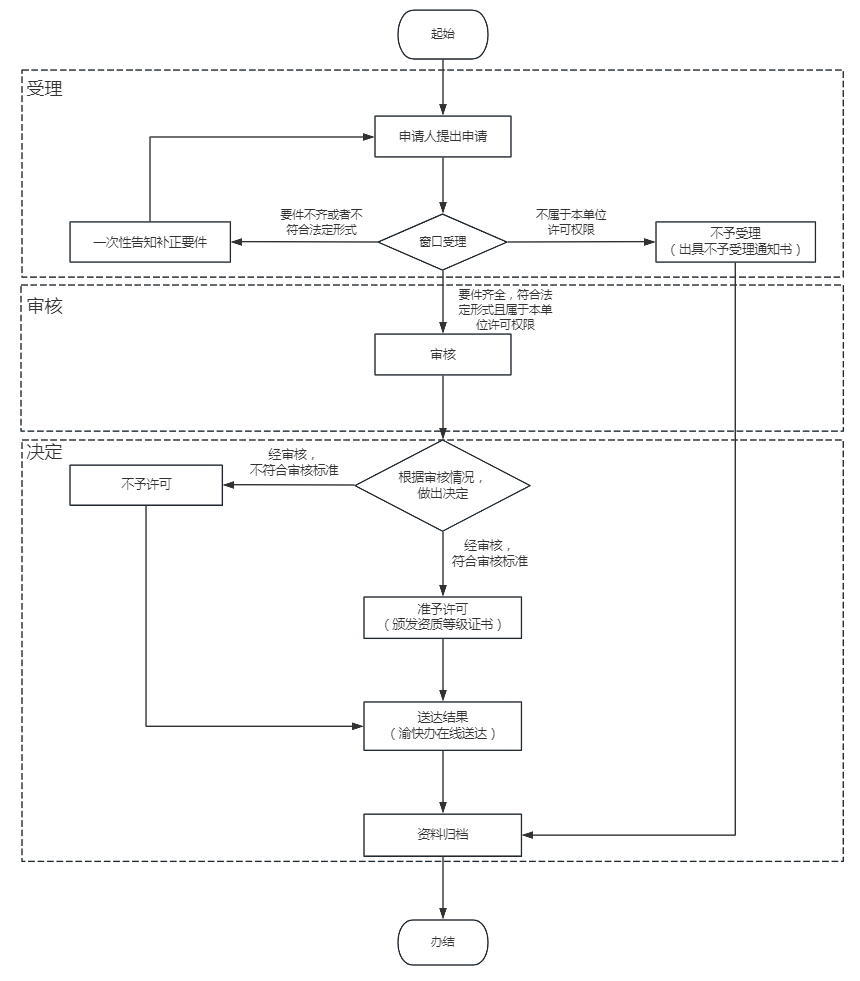 起始
受理
申请人提出申请
要件不齐或者不
符合法定形式
不属于本单位
许可权限
一次性告知补正要件
窗口受理
不予受理
（出具不予受理通知书）
要件齐全，符合法
定形式且属于本单
位许可权限
审核
审核
决定
经审核，
不符合审核标准
不予许可
根据审核情况，
做出决定
经审核，
符合审核标准
准予许可
（颁发资质等级证书）
送达结果
（渝快办在线送达）
资料归档
办结